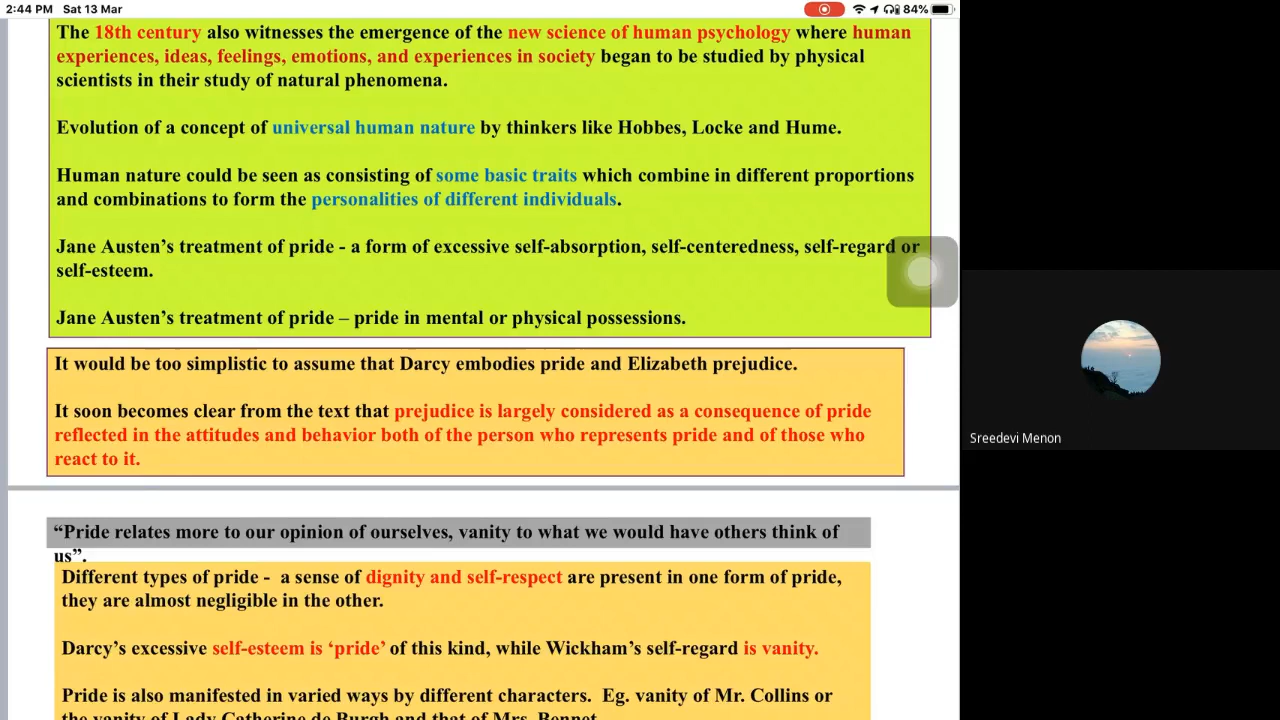 2:44 PM Sat 13 Mar
84%
The 18th century also witnesses the emergence of the new science of human psychology where human
experiences, ideas, feelings, emotions, and experiences in society began to be studied by physical
scientists in their study of natural phenomena.
Evolution of a concept of universal human nature by thinkers like Hobbes, Locke and Hume.
Human nature could be seen as consisting of some basic traits which combine in different proportions
and combinations to form the personalities of different individuals.
Jane Austen’s treatment of pride - a form of excessive self-absorption, self-centeredness, self-regard or
self-esteem.
Jane Austen’s treatment of pride – pride in mental or physical possessions.
It would be too simplistic to assume that Darcy embodies pride and Elizabeth prejudice.
It soon becomes clear from the text that prejudice is largely considered as a consequence of pride
reflected in the attitudes and behavior both of the person who represents pride and of those who
react to it.
“Pride relates more to our opinion of ourselves, vanity to what we would have others think of
us”.
Different types of pride - a sense of dignity and self-respect are present in one form of pride,
they are almost negligible in the other.
Darcy’s excessive self-esteem is ‘pride’ of this kind, while Wickham’s self-regard is vanity.
Pride is also manifested in varied ways by different characters. Eg. vanity of Mr. Collins or
the vanity of Lady Catherine de Burgh and that of Mrs. Bennet
Sreedevi Menon